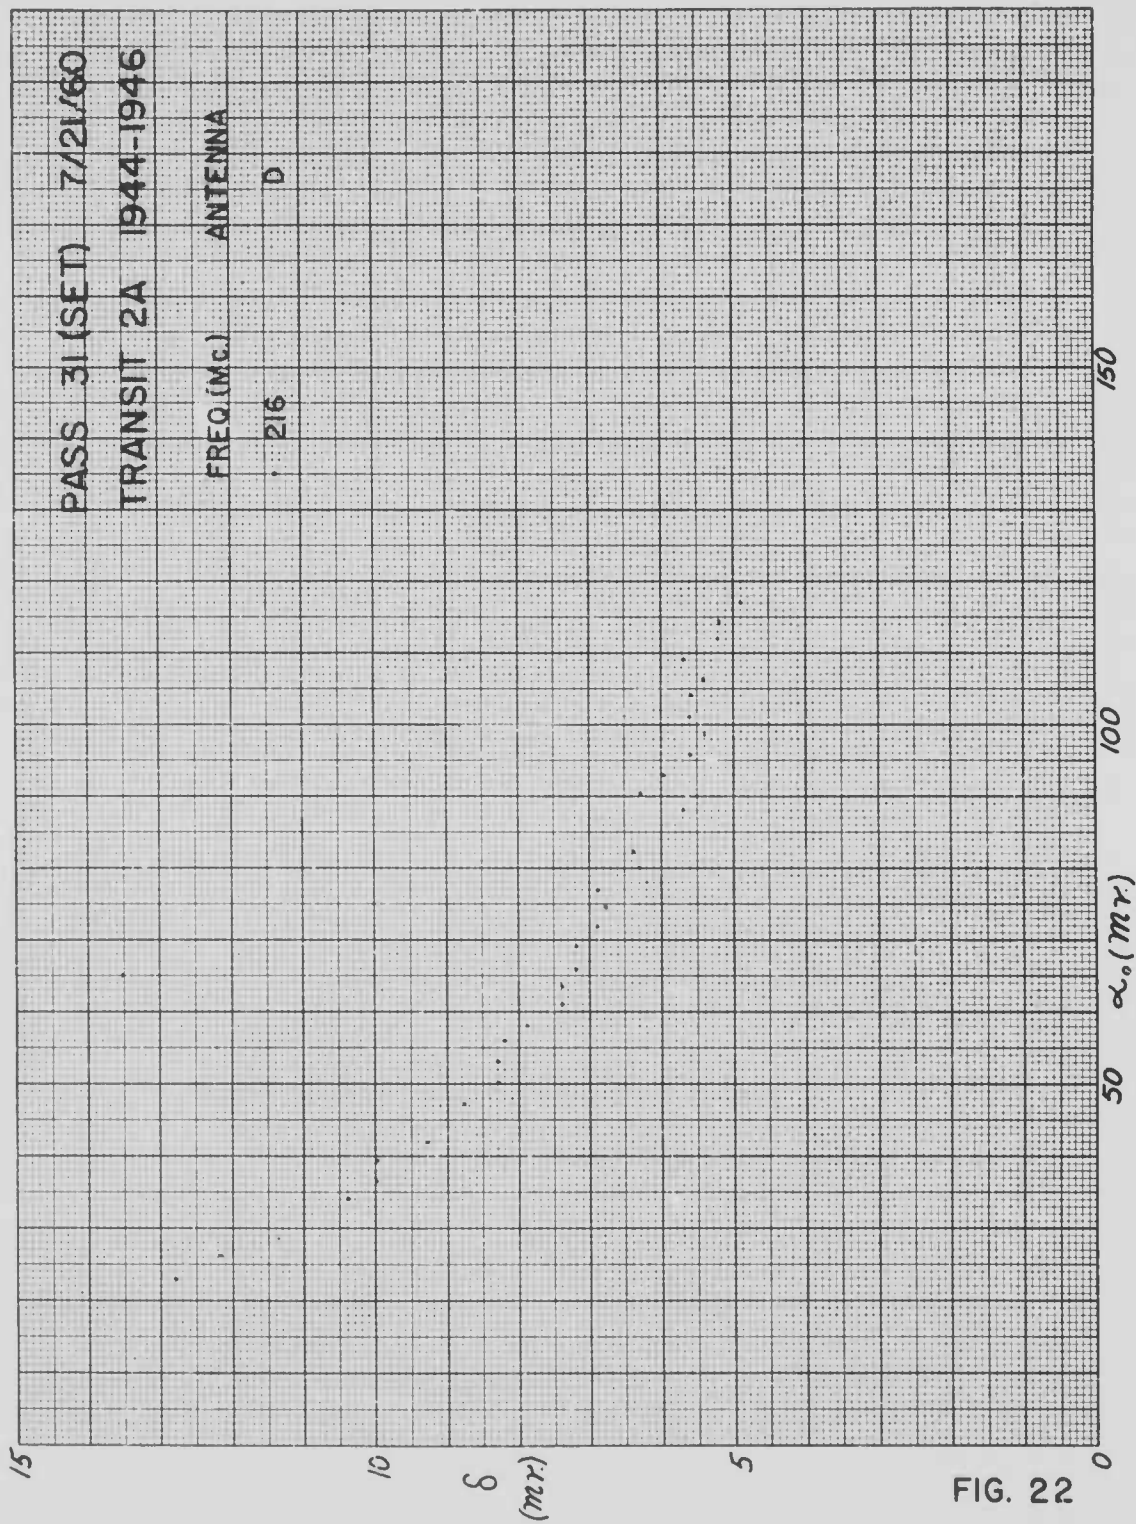 PASS 31 (SET) 7/21/60
TRANSIT 2A 1944-1946
FREQ.(Mc.) ANTENNA
216 D
15
10
δ
(mr)
5
0
50
100
150
α₀ (mr)
FIG. 22